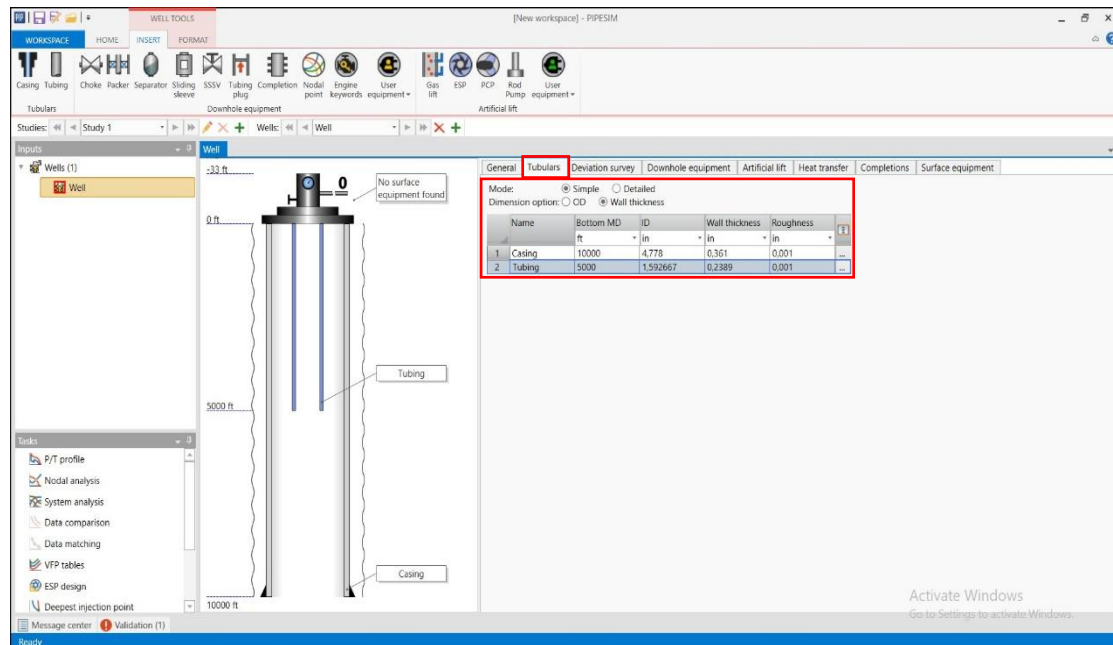 PIP
WELL TOOLS
[New workspace] - PIPESIM
WORKSPACE HOME INSERT FORMAT
Casing Tubing Choke Packer Separator Sliding sleeve SSSV Tubing plug Completion Nodal point Engine keywords User equipment Gas lift ESP PCP Rod Pump User equipment
Tubulars Downhole equipment Artificial lift
Studies: Study 1 Wells: Well
Inputs
Wells (1)
Well
Well
-33 ft
0
No surface
equipment found
0 ft
Tubing
5000 ft
Casing
10000 ft
General Tubulars Deviation survey Downhole equipment Artificial lift Heat transfer Completions Surface equipment
Mode: Simple Detailed
Dimension option: OD Wall thickness
Name Bottom MD ID Wall thickness Roughness
ft in in in
1 Casing 10000 4,778 0,361 0,001 ...
2 Tubing 5000 1,592667 0,2389 0,001 ...
Tasks
P/T profile
Nodal analysis
System analysis
Data comparison
Data matching
VFP tables
ESP design
Deepest injection point
Activate Windows
Go to Settings to activate Windows.
Message center Validation (1)
Ready